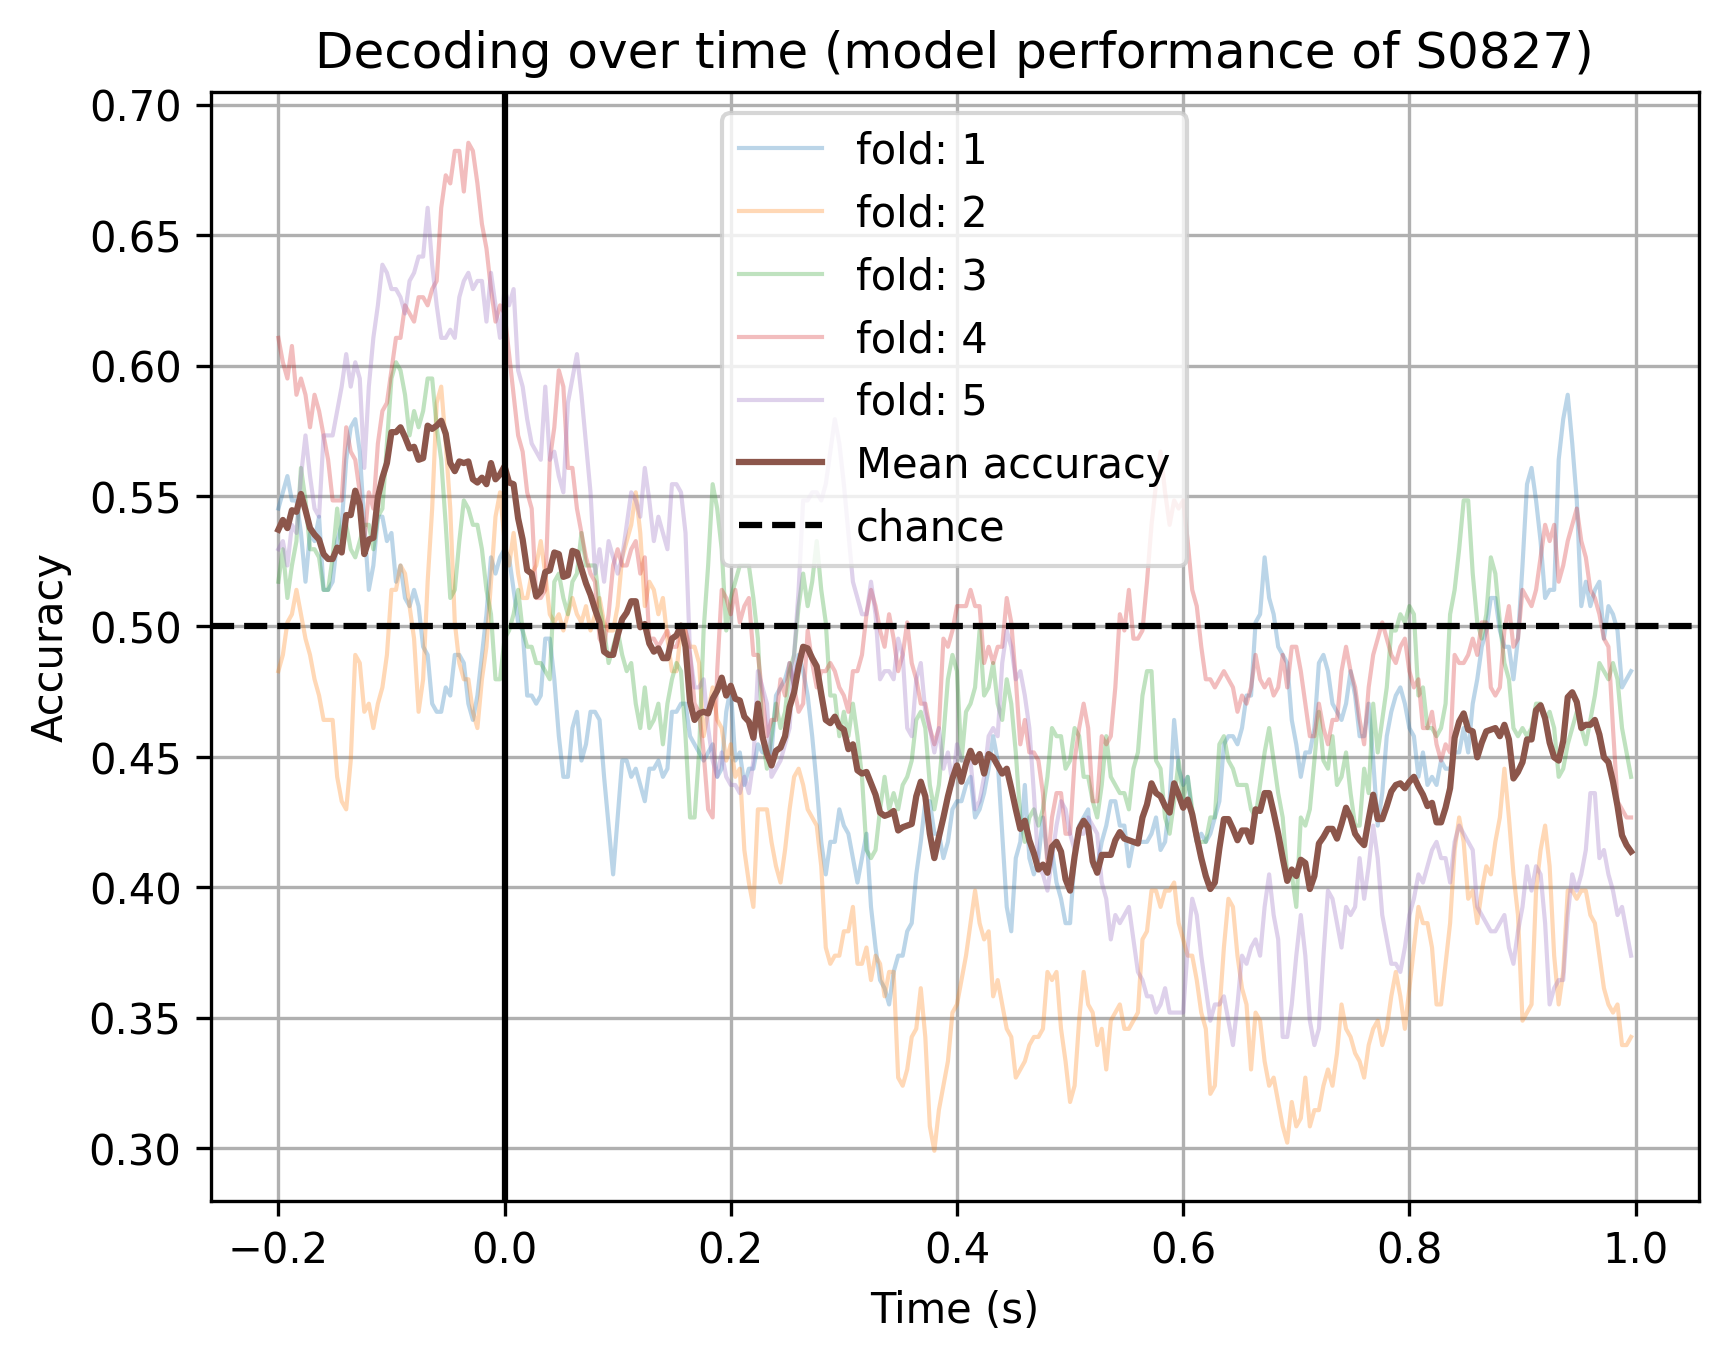 Decoding over time (model performance of S0827)
0.70
0.65
0.60
0.55
0.50
0.45
0.40
0.35
0.30
Accuracy
fold: 1
fold: 2
fold: 3
fold: 4
fold: 5
Mean accuracy
chance
−0.2 0.0 0.2 0.4 0.6 0.8 1.0
Time (s)